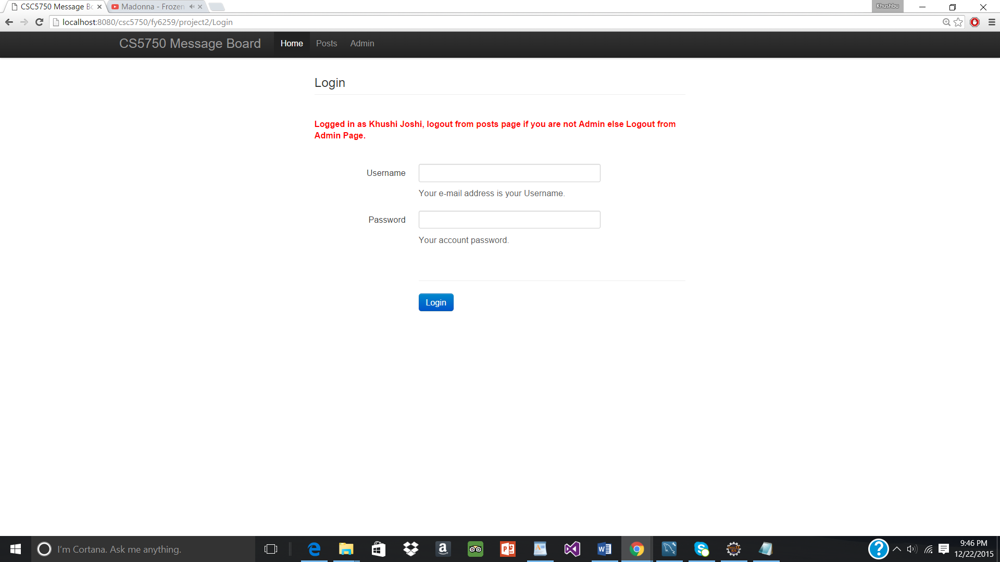 CSC5750 Message Bo
Madonna - Frozen
Khushbu
localhost:8080/csc5750/fy6259/project2/Login
CS5750 Message Board
Home
Posts
Admin
Login
Logged in as Khushi Joshi, logout from posts page if you are not Admin else Logout from
Admin Page.
Username
Your e-mail address is your Username.
Password
Your account password.
Login
I'm Cortana. Ask me anything.
9:46 PM
12/22/2015